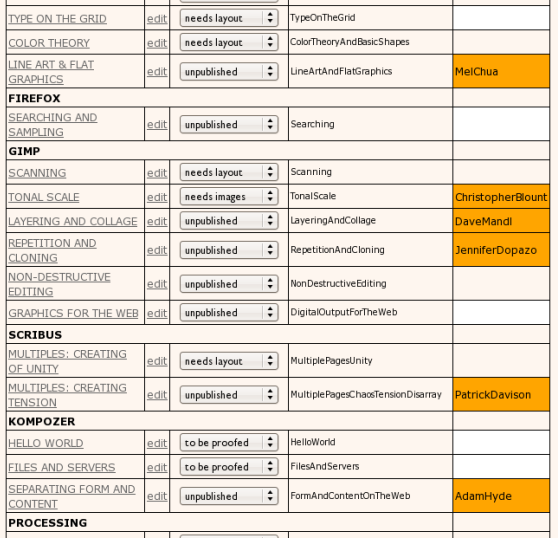 TYPE ON THE GRID edit needs layout TypeOnTheGrid
COLOR THEORY edit needs layout ColorTheoryAndBasicShapes
LINE ART & FLAT
GRAPHICS edit unpublished LineArtAndFlatGraphics MelChua
FIREFOX
SEARCHING AND
SAMPLING edit unpublished Searching
GIMP
SCANNING edit needs layout Scanning
TONAL SCALE edit needs images TonalScale ChristopherBlount
LAYERING AND COLLAGE edit unpublished LayeringAndCollage DaveMandl
REPETITION AND
CLONING edit unpublished RepetitionAndCloning JenniferDopazo
NON-DESTRUCTIVE
EDITING edit unpublished NonDestructiveEditing
GRAPHICS FOR THE WEB edit unpublished DigitalOutputForTheWeb
SCRIBUS
MULTIPLES: CREATING
OF UNITY edit needs layout MultiplePagesUnity
MULTIPLES: CREATING
TENSION edit unpublished MultiplePagesChaosTensionDisarray PatrickDavison
KOMPOZER
HELLO WORLD edit to be proofed HelloWorld
FILES AND SERVERS edit to be proofed FilesAndServers
SEPARATING FORM AND
CONTENT edit unpublished FormAndContentOnTheWeb AdamHyde
PROCESSING